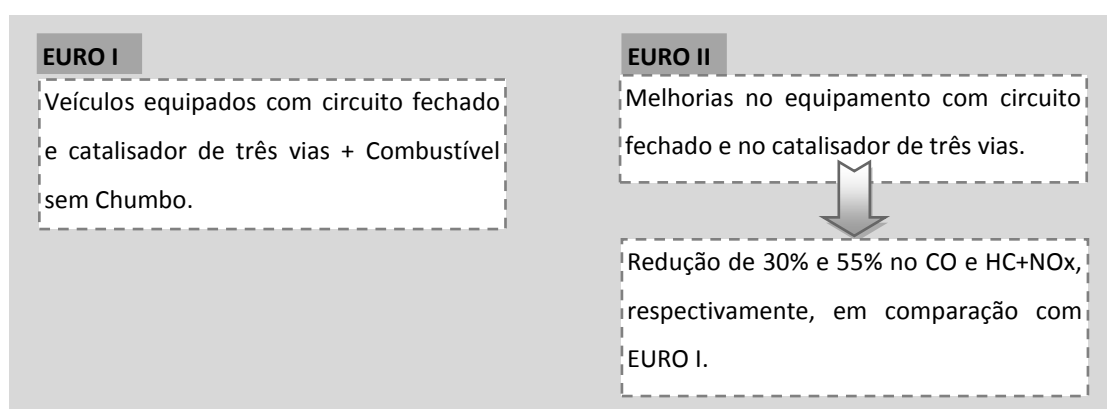 EURO I
Veículos equipados com circuito fechado
e catalisador de três vias + Combustível
sem Chumbo.
EURO II
Melhorias no equipamento com circuito
fechado e no catalisador de três vias.
Redução de 30% e 55% no CO e HC+NOx,
respectivamente, em comparação com
EURO I.